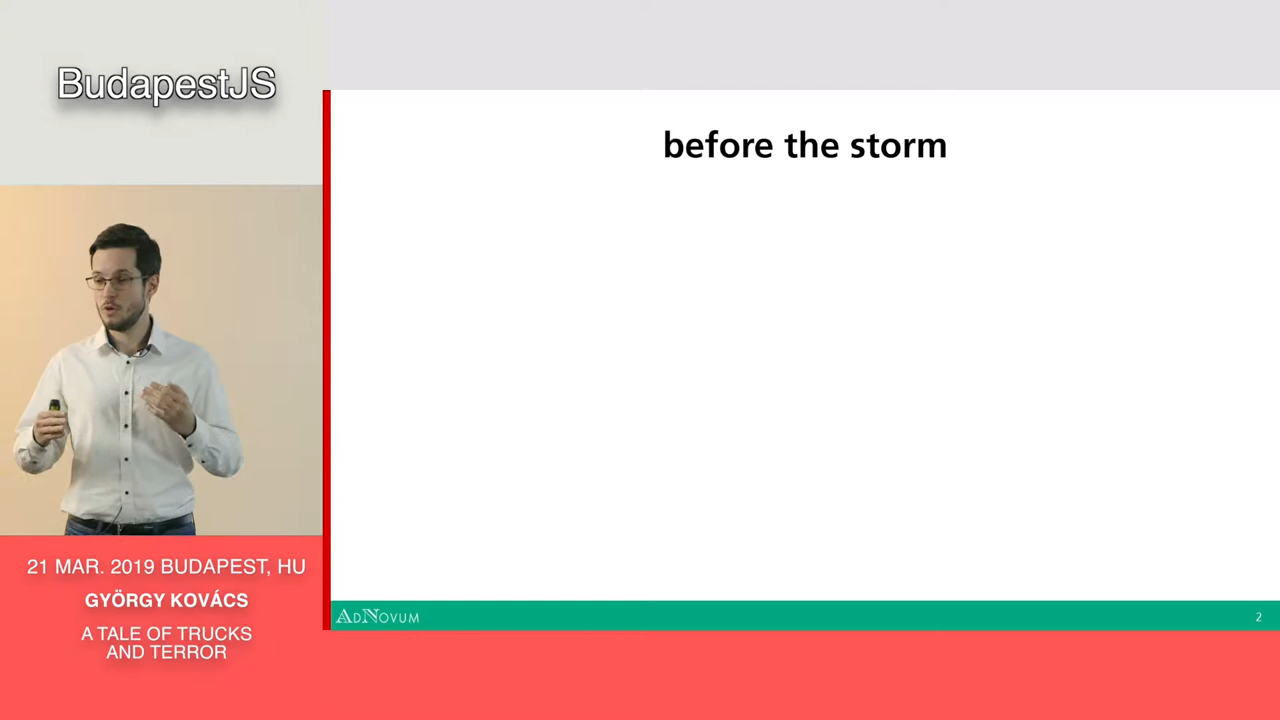 BudapestJS
before the storm
21 MAR. 2019 BUDAPEST, HU
GYÖRGY KOVÁCS
A TALE OF TRUCKS
AND TERROR
ADNOVUM
2